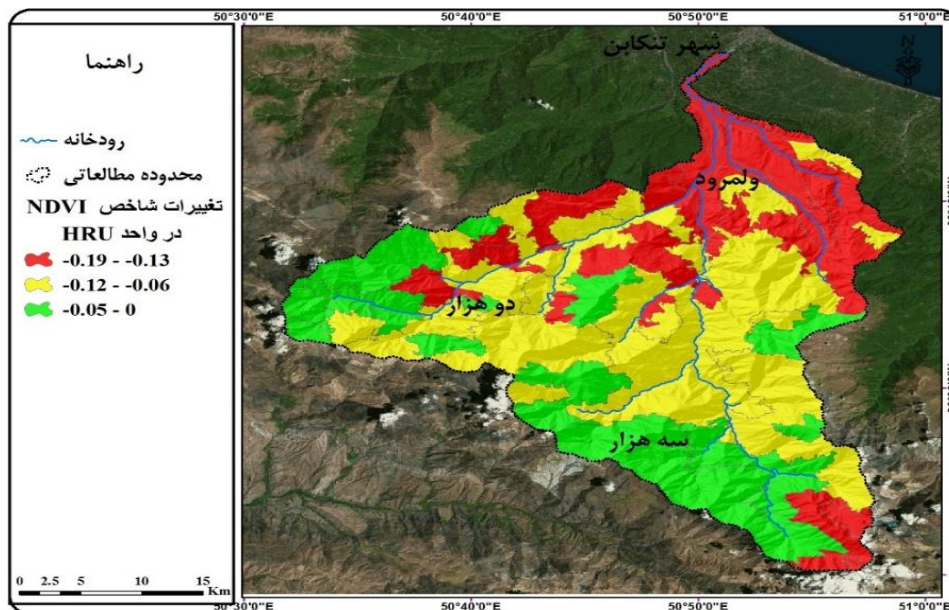 50°30'0"E
50°40'0"E
50°50'0"E
51°0'0"E
راهنما
رودخانه
محدوده مطالعاتی
تغییرات شاخص NDVI
در واحد HRU
-0.19 - -0.13
-0.12 - -0.06
-0.05 - 0
0 2.5 5 10 15
Km
شهر تنکابن
ولمرود
دو هزار
سه هزار
N
50°30'0"E
50°40'0"E
50°50'0"E
51°0'0"E